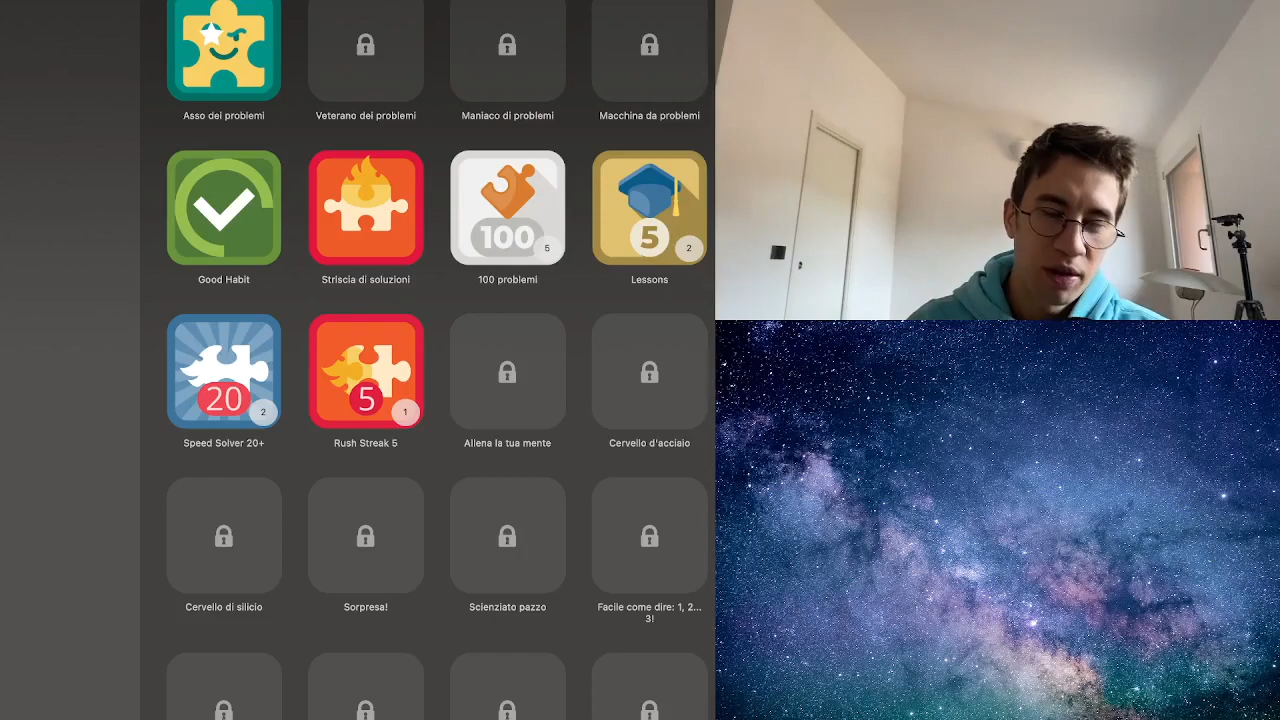 Asso dei problemi
Veterano dei problemi
Maniaco di problemi
Macchina da problemi
100
5
5
2
Good Habit
Striscia di soluzioni
100 problemi
Lessons
20
2
5
1
Speed Solver 20+
Rush Streak 5
Allena la tua mente
Cervello d'acciaio
Cervello di silicio
Sorpresa!
Scienziato pazzo
Facile come dire: 1, 2...
3!